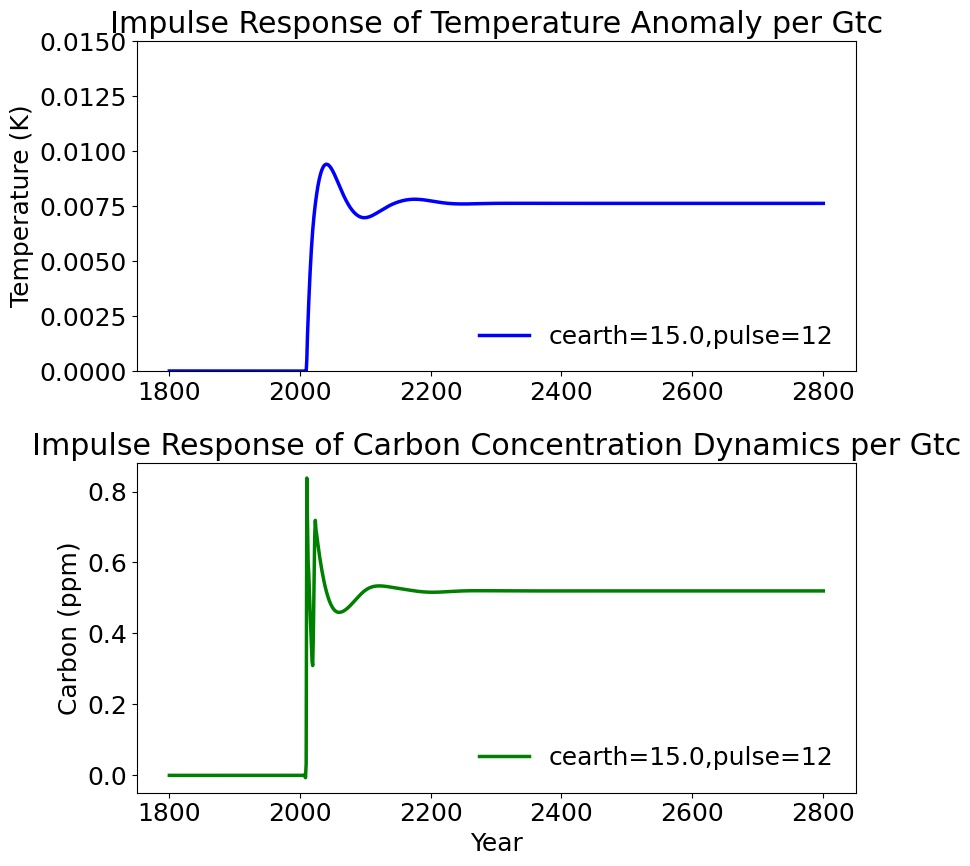 Impulse Response of Temperature Anomaly per Gtc
0.0150
0.0125
0.0100
0.0075
0.0050
0.0025
0.0000
Temperature (K)
cearth=15.0,pulse=12
1800 2000 2200 2400 2600 2800
Impulse Response of Carbon Concentration Dynamics per Gtc
0.8
0.6
0.4
0.2
0.0
Carbon (ppm)
cearth=15.0,pulse=12
1800 2000 2200 2400 2600 2800
Year